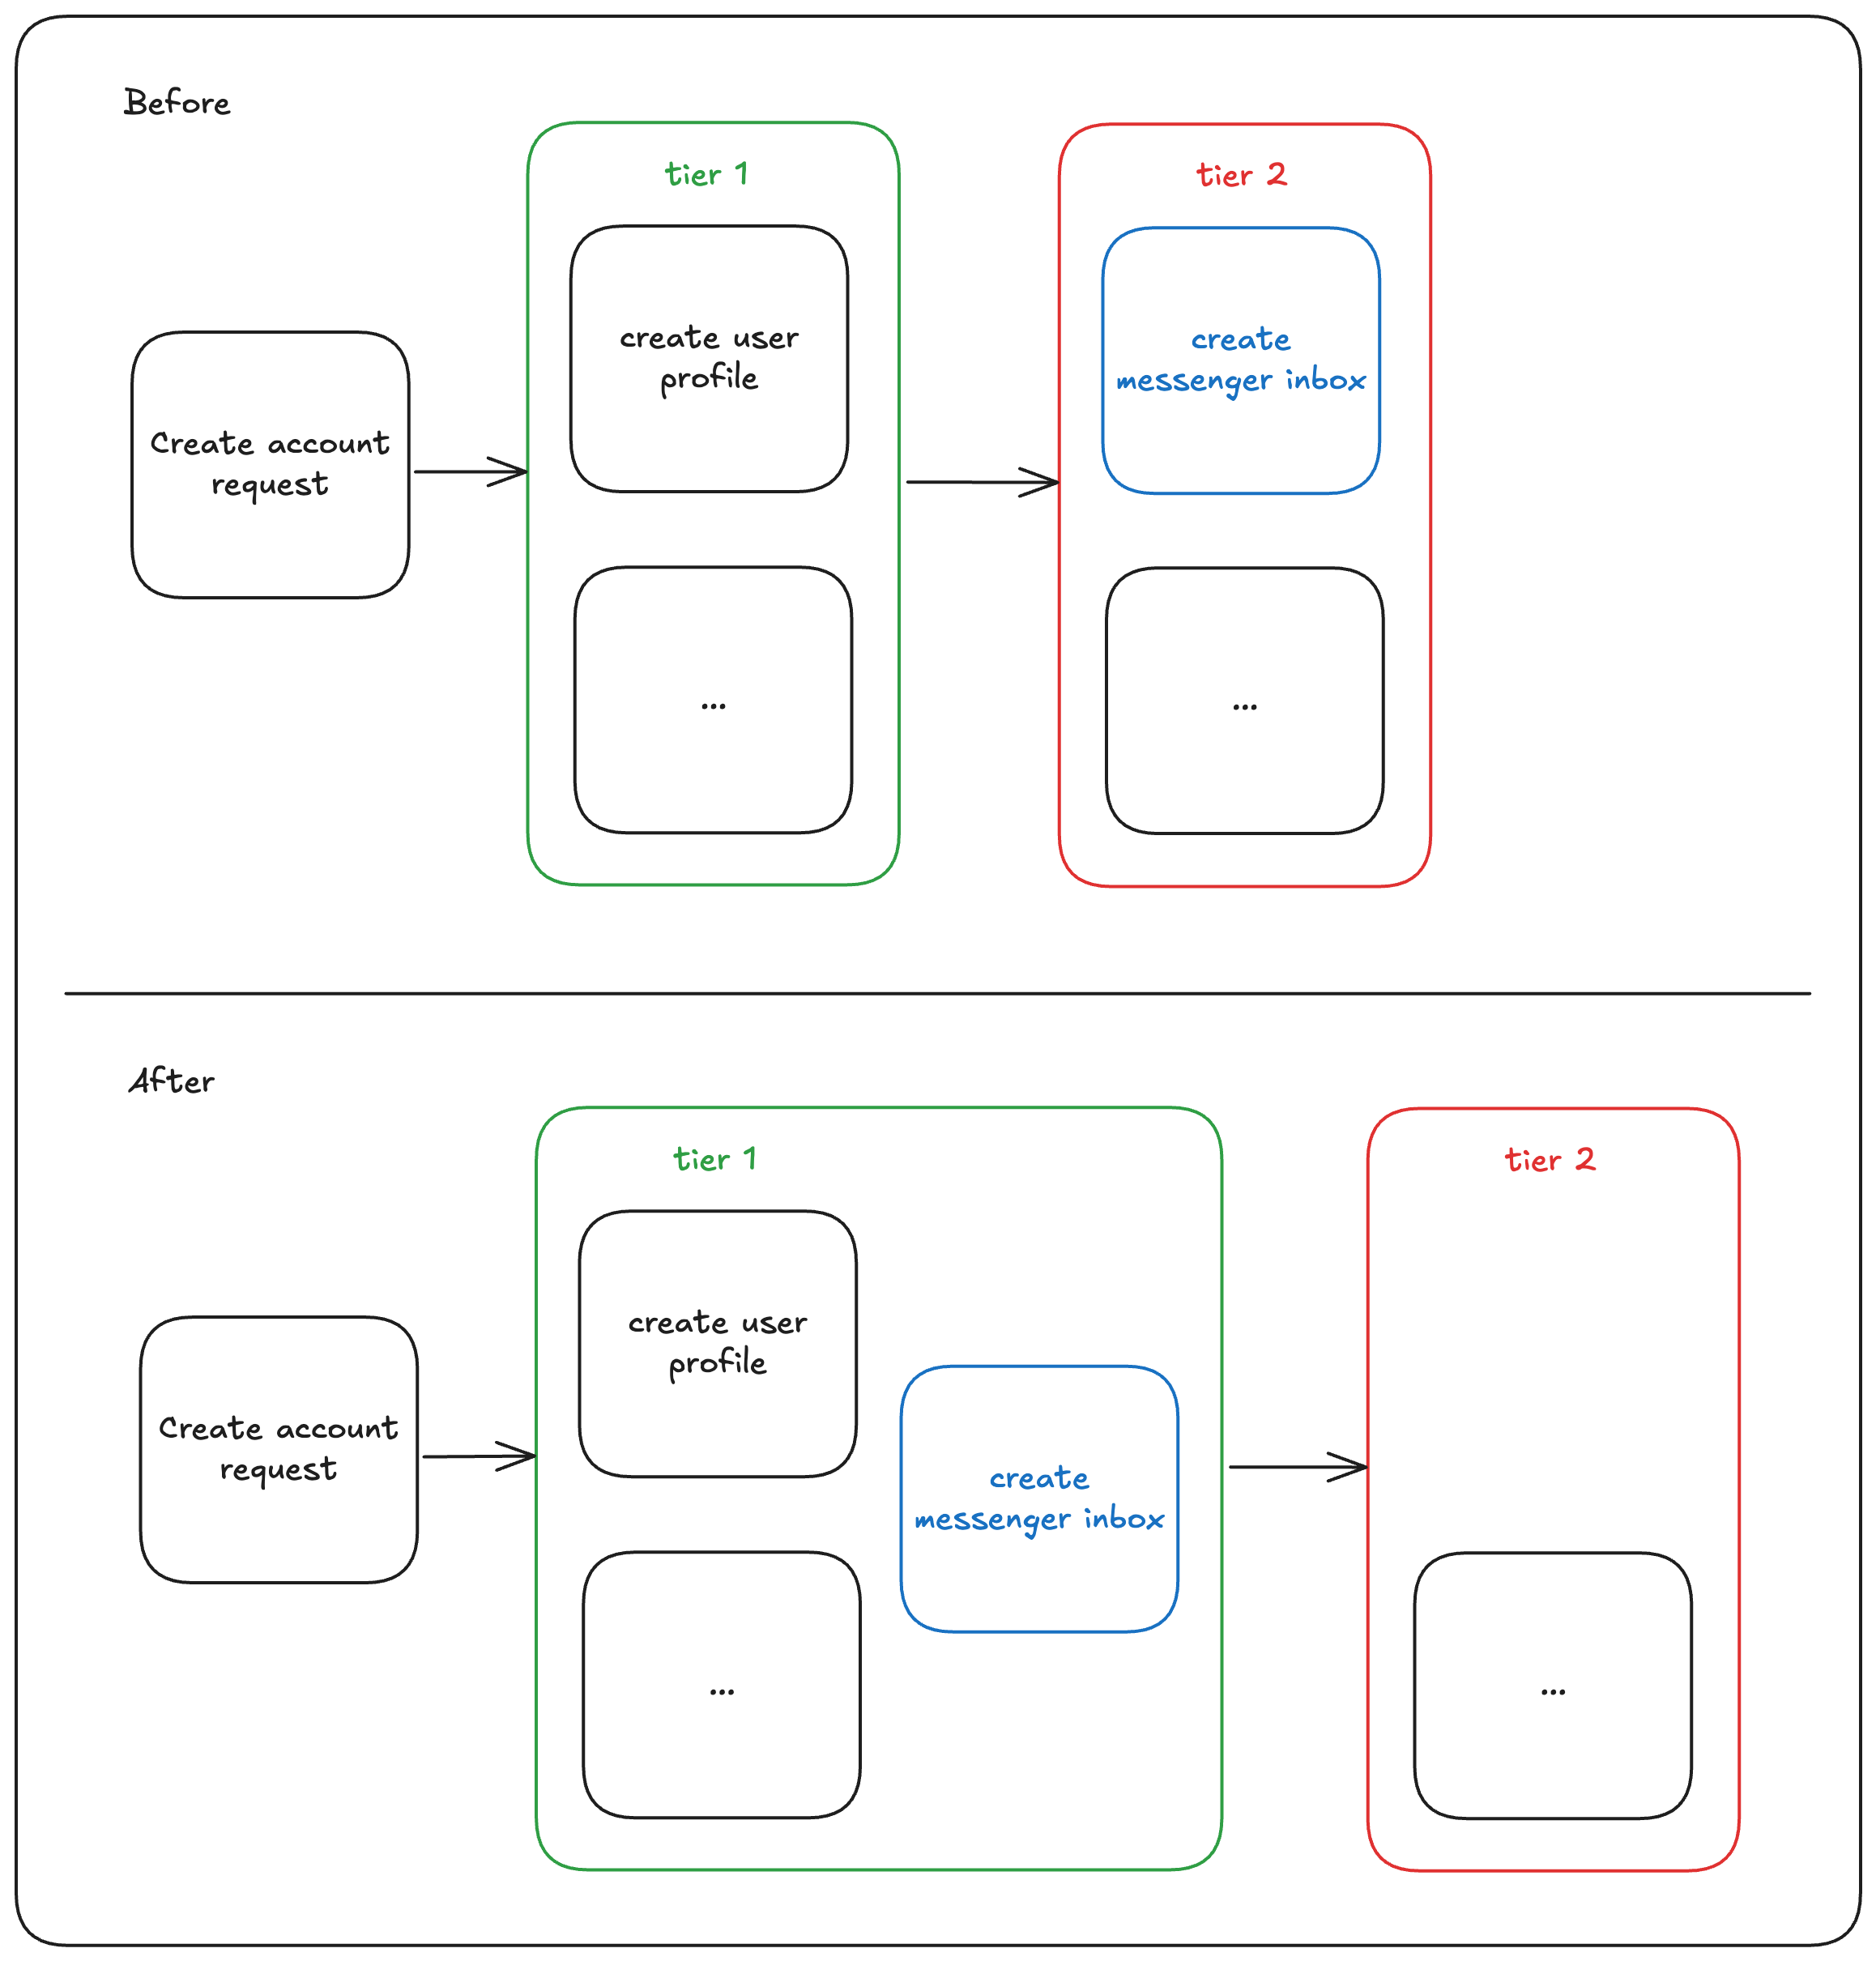 Before
tier 1
tier 2
create user
profile
create
messenger inbox
Create account
request
...
...
After
tier 1
tier 2
create user
profile
Create account
request
create
messenger inbox
...
...